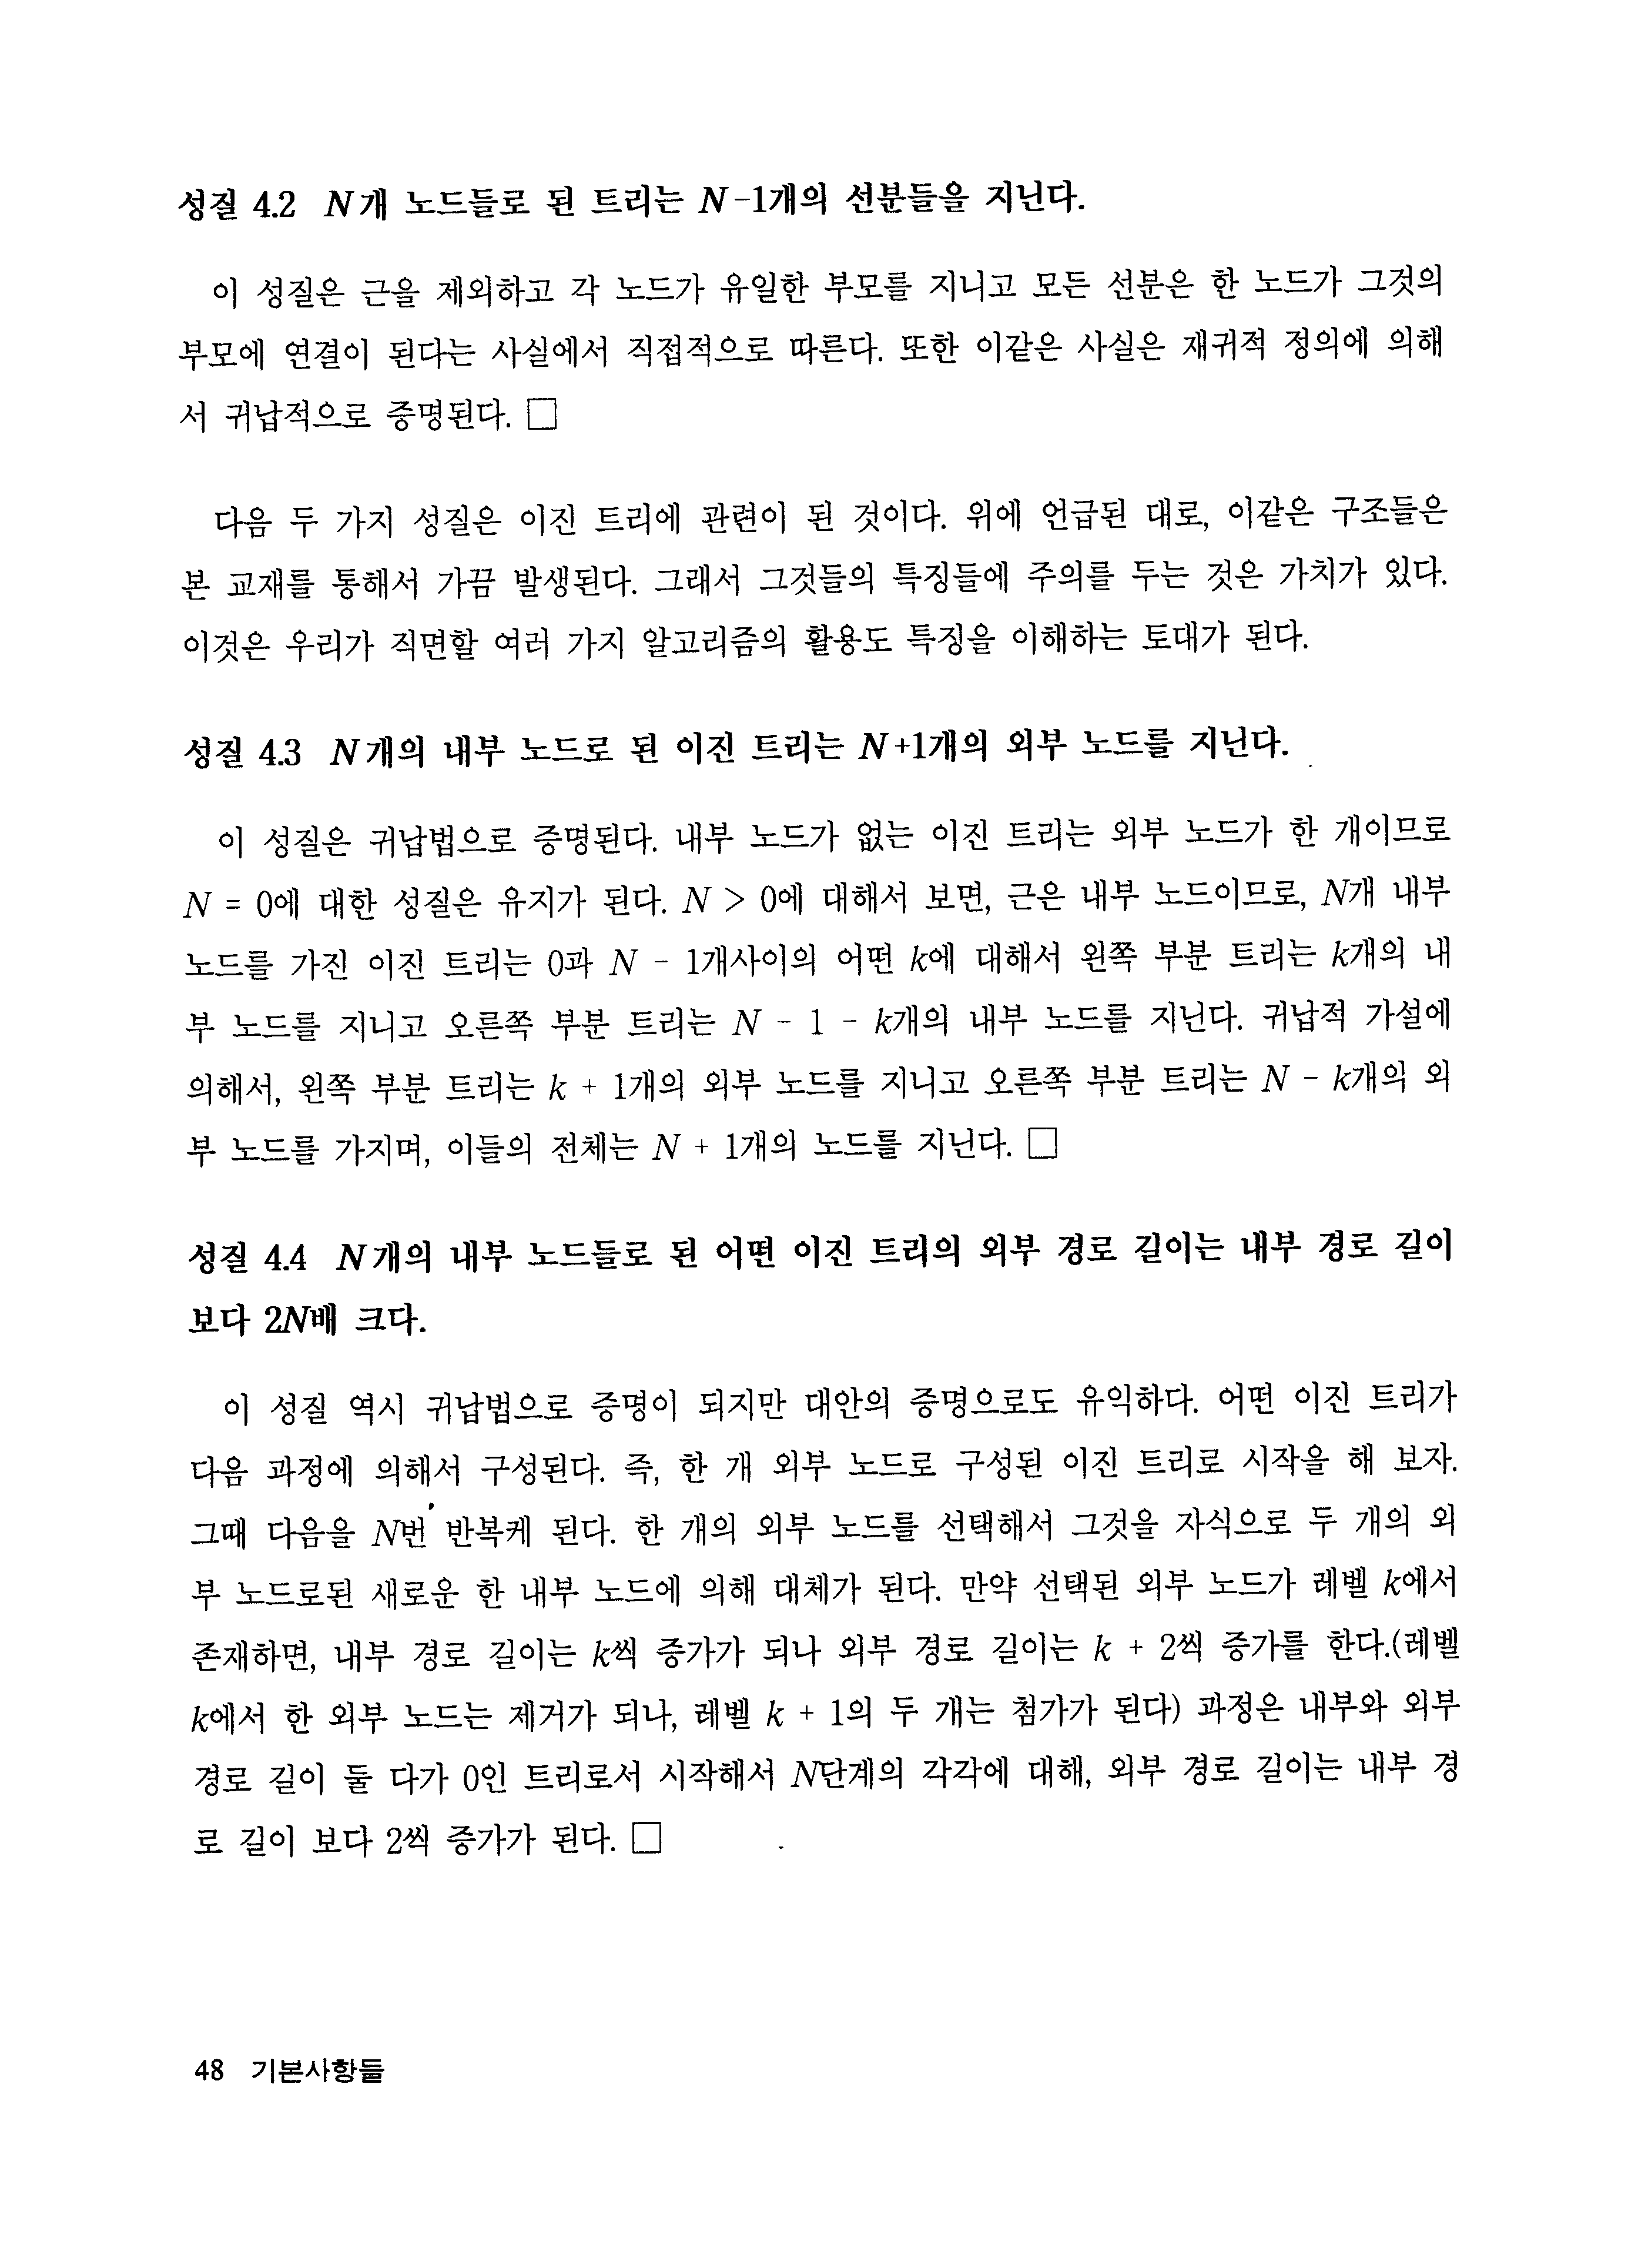 성질 4.2 N개 노드들로 된 트리는 N-1개의 선분들을 지닌다.
이 성질은 근을 제외하고 각 노드가 유일한 부모를 지니고 모든 선분은 한 노드가 그것의
부모에 연결이 된다는 사실에서 직접적으로 따른다. 또한 이같은 사실은 재귀적 정의에 의해
서 귀납적으로 증명된다. □
다음 두 가지 성질은 이진 트리에 관련이 된 것이다. 위에 언급된 대로, 이같은 구조들은
본 교재를 통해서 가끔 발생된다. 그래서 그것들의 특징들에 주의를 두는 것은 가치가 있다.
이것은 우리가 직면할 여러 가지 알고리즘의 활용도 특징을 이해하는 토대가 된다.
성질 4.3 N개의 내부 노드로 된 이진 트리는 N+1개의 외부 노드를 지닌다.
이 성질은 귀납법으로 증명된다. 내부 노드가 없는 이진 트리는 외부 노드가 한 개이므로
N = 0에 대한 성질은 유지가 된다. N > 0에 대해서 보면, 근은 내부 노드이므로, N개 내부
노드를 가진 이진 트리는 0과 N - 1개사이의 어떤 k에 대해서 왼쪽 부분 트리는 k개의 내
부 노드를 지니고 오른쪽 부분 트리는 N - 1 - k개의 내부 노드를 지닌다. 귀납적 가설에
의해서, 왼쪽 부분 트리는 k + 1개의 외부 노드를 지니고 오른쪽 부분 트리는 N - k개의 외
부 노드를 가지며, 이들의 전체는 N + 1개의 노드를 지닌다. □
성질 4.4 N개의 내부 노드들로 된 어떤 이진 트리의 외부 경로 길이는 내부 경로 길이
보다 2N배 크다.
이 성질 역시 귀납법으로 증명이 되지만 대안의 증명으로도 유익하다. 어떤 이진 트리가
다음 과정에 의해서 구성된다. 즉, 한 개 외부 노드로 구성된 이진 트리로 시작을 해 보자.
그때 다음을 N번 반복케 된다. 한 개의 외부 노드를 선택해서 그것을 자식으로 두 개의 외
부 노드로된 새로운 한 내부 노드에 의해 대체가 된다. 만약 선택된 외부 노드가 레벨 k에서
존재하면, 내부 경로 길이는 k씩 증가가 되나 외부 경로 길이는 k + 2씩 증가를 한다.(레벨
k에서 한 외부 노드는 제거가 되나, 레벨 k + 1의 두 개는 첨가가 된다) 과정은 내부와 외부
경로 길이 둘 다가 0인 트리로서 시작해서 N단계의 각각에 대해, 외부 경로 길이는 내부 경
로 길이 보다 2씩 증가가 된다. □
48 기본사항들